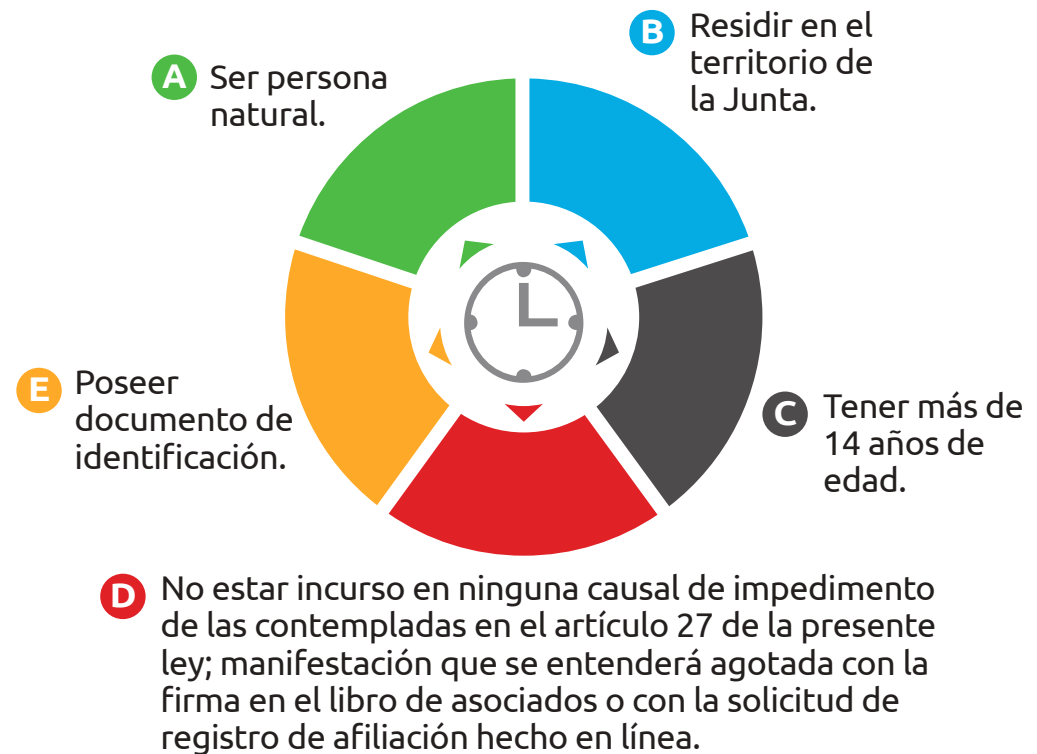 A Ser persona
natural.
B Residir en el
territorio de
la Junta.
C Tener más de
14 años de
edad.
D No estar incurso en ninguna causal de impedimento
de las contempladas en el artículo 27 de la presente
ley; manifestación que se entenderá agotada con la
firma en el libro de asociados o con la solicitud de
registro de afiliación hecho en línea.
E Poseer
documento de
identificación.